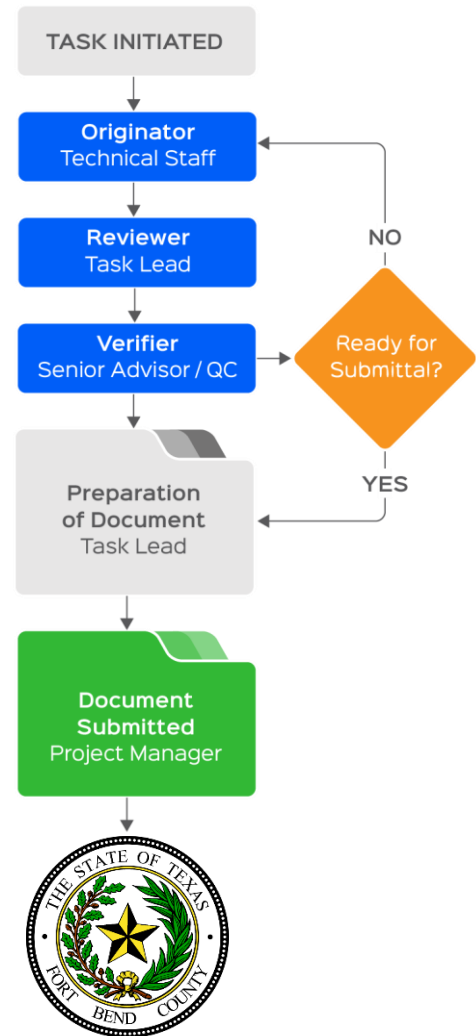 TASK INITIATED
Originator
Technical Staff
Reviewer
Task Lead
NO
Verifier
Senior Advisor / QC
Ready for
Submittal?
YES
Preparation
of Document
Task Lead
Document
Submitted
Project Manager
THE STATE OF TEXAS
FORT BEND COUNTY